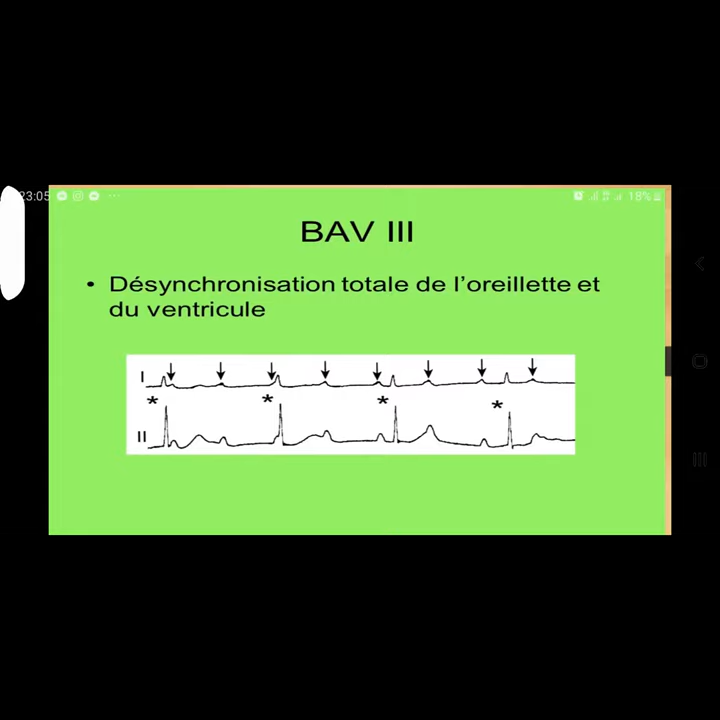 23:05 ... 18%
BAV III
• Désynchronisation totale de l'oreillette et
du ventricule
I
* * * *
II